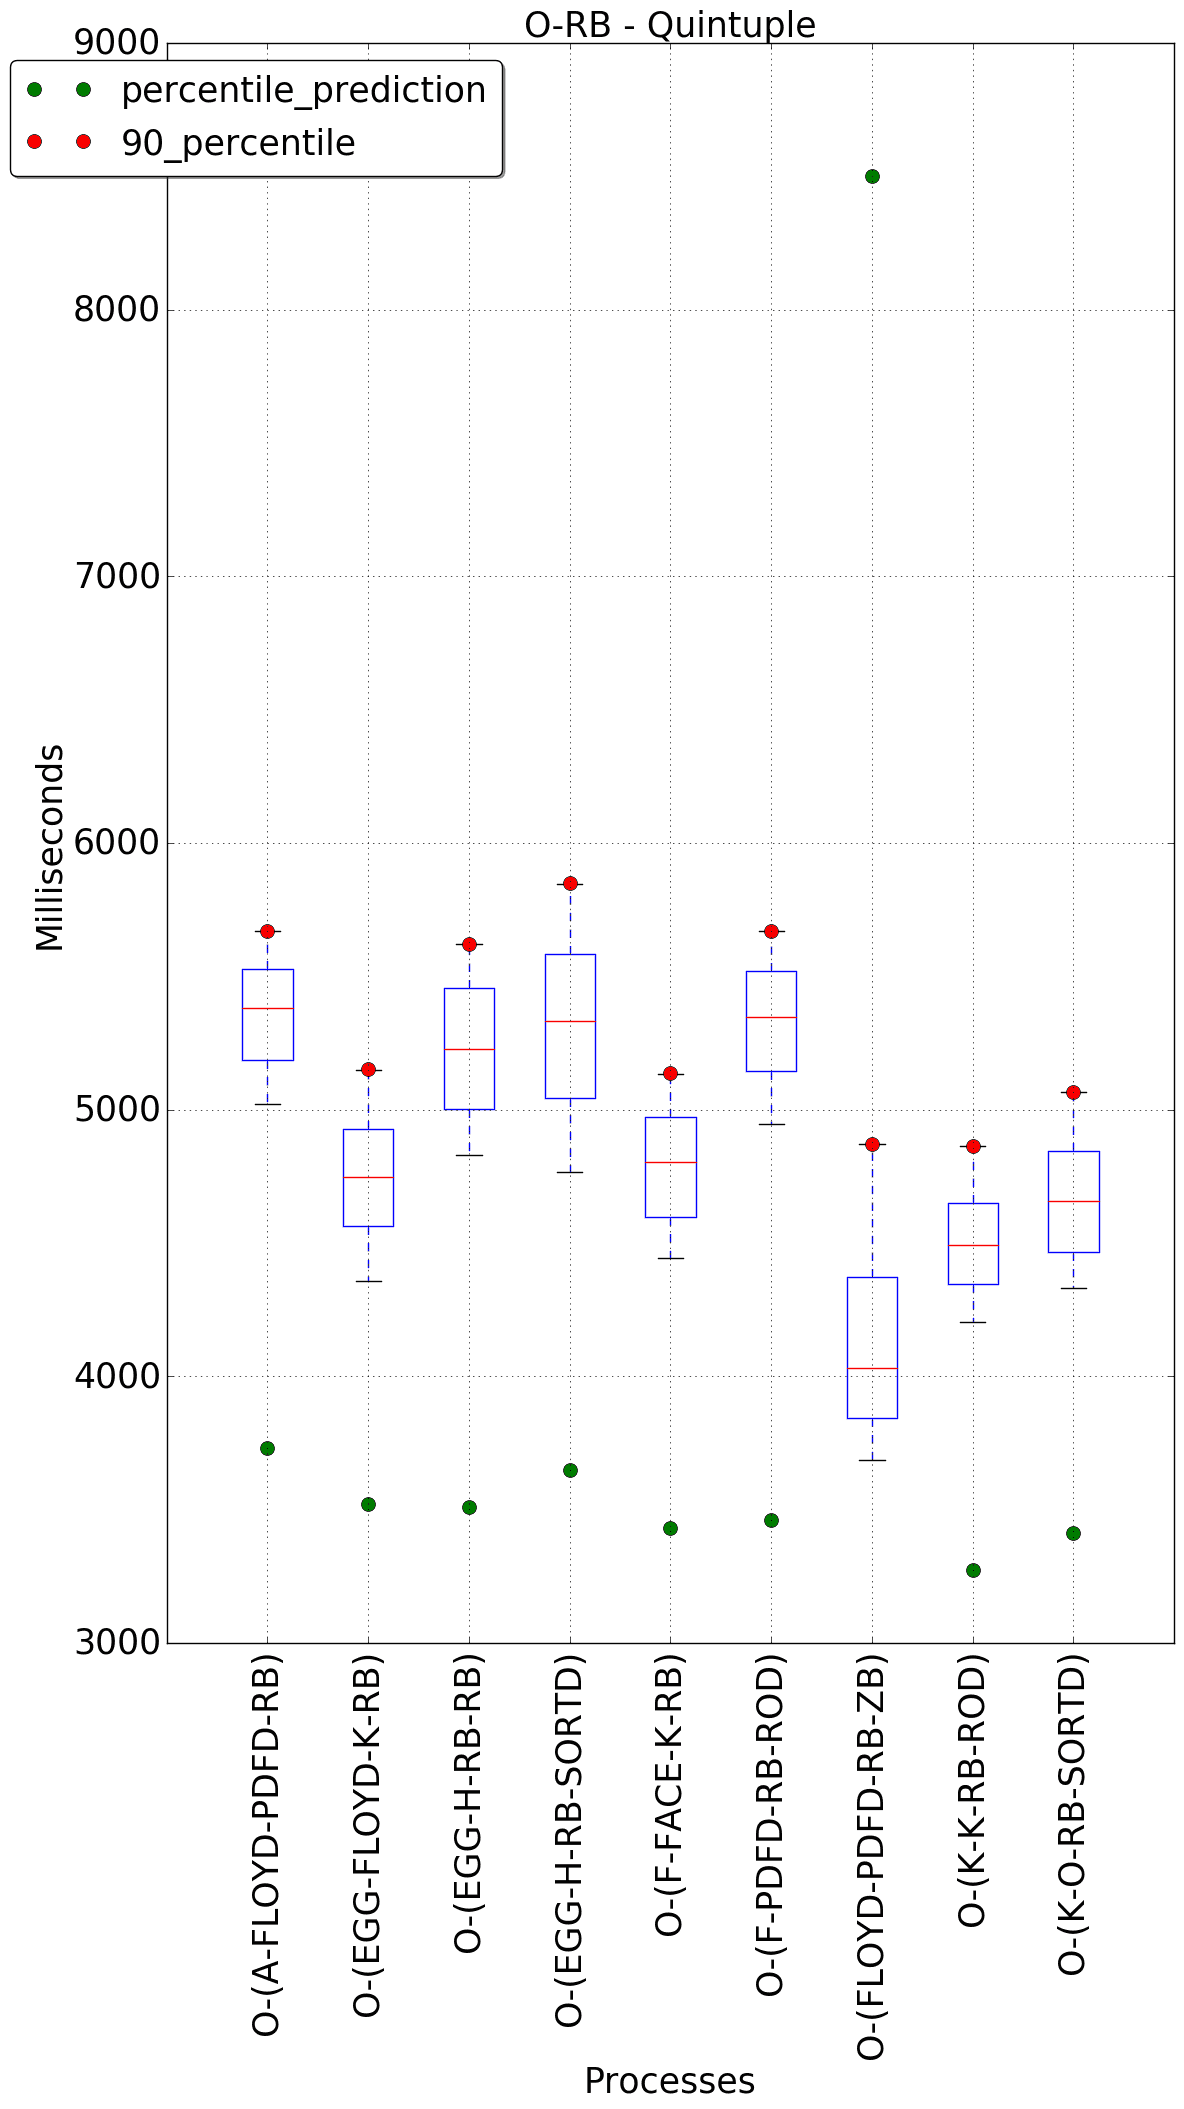 O-RB - Quintuple
9000
percentile_prediction
90_percentile
8000
7000
6000
5000
4000
3000
Milliseconds
O-(A-FLOYD-PDFD-RB)
O-(EGG-FLOYD-K-RB)
O-(EGG-H-RB-RB)
O-(EGG-H-RB-SORTD)
O-(F-FACE-K-RB)
O-(F-PDFD-RB-ROD)
O-(FLOYD-PDFD-RB-ZB)
O-(K-K-RB-ROD)
O-(K-O-RB-SORTD)
Processes